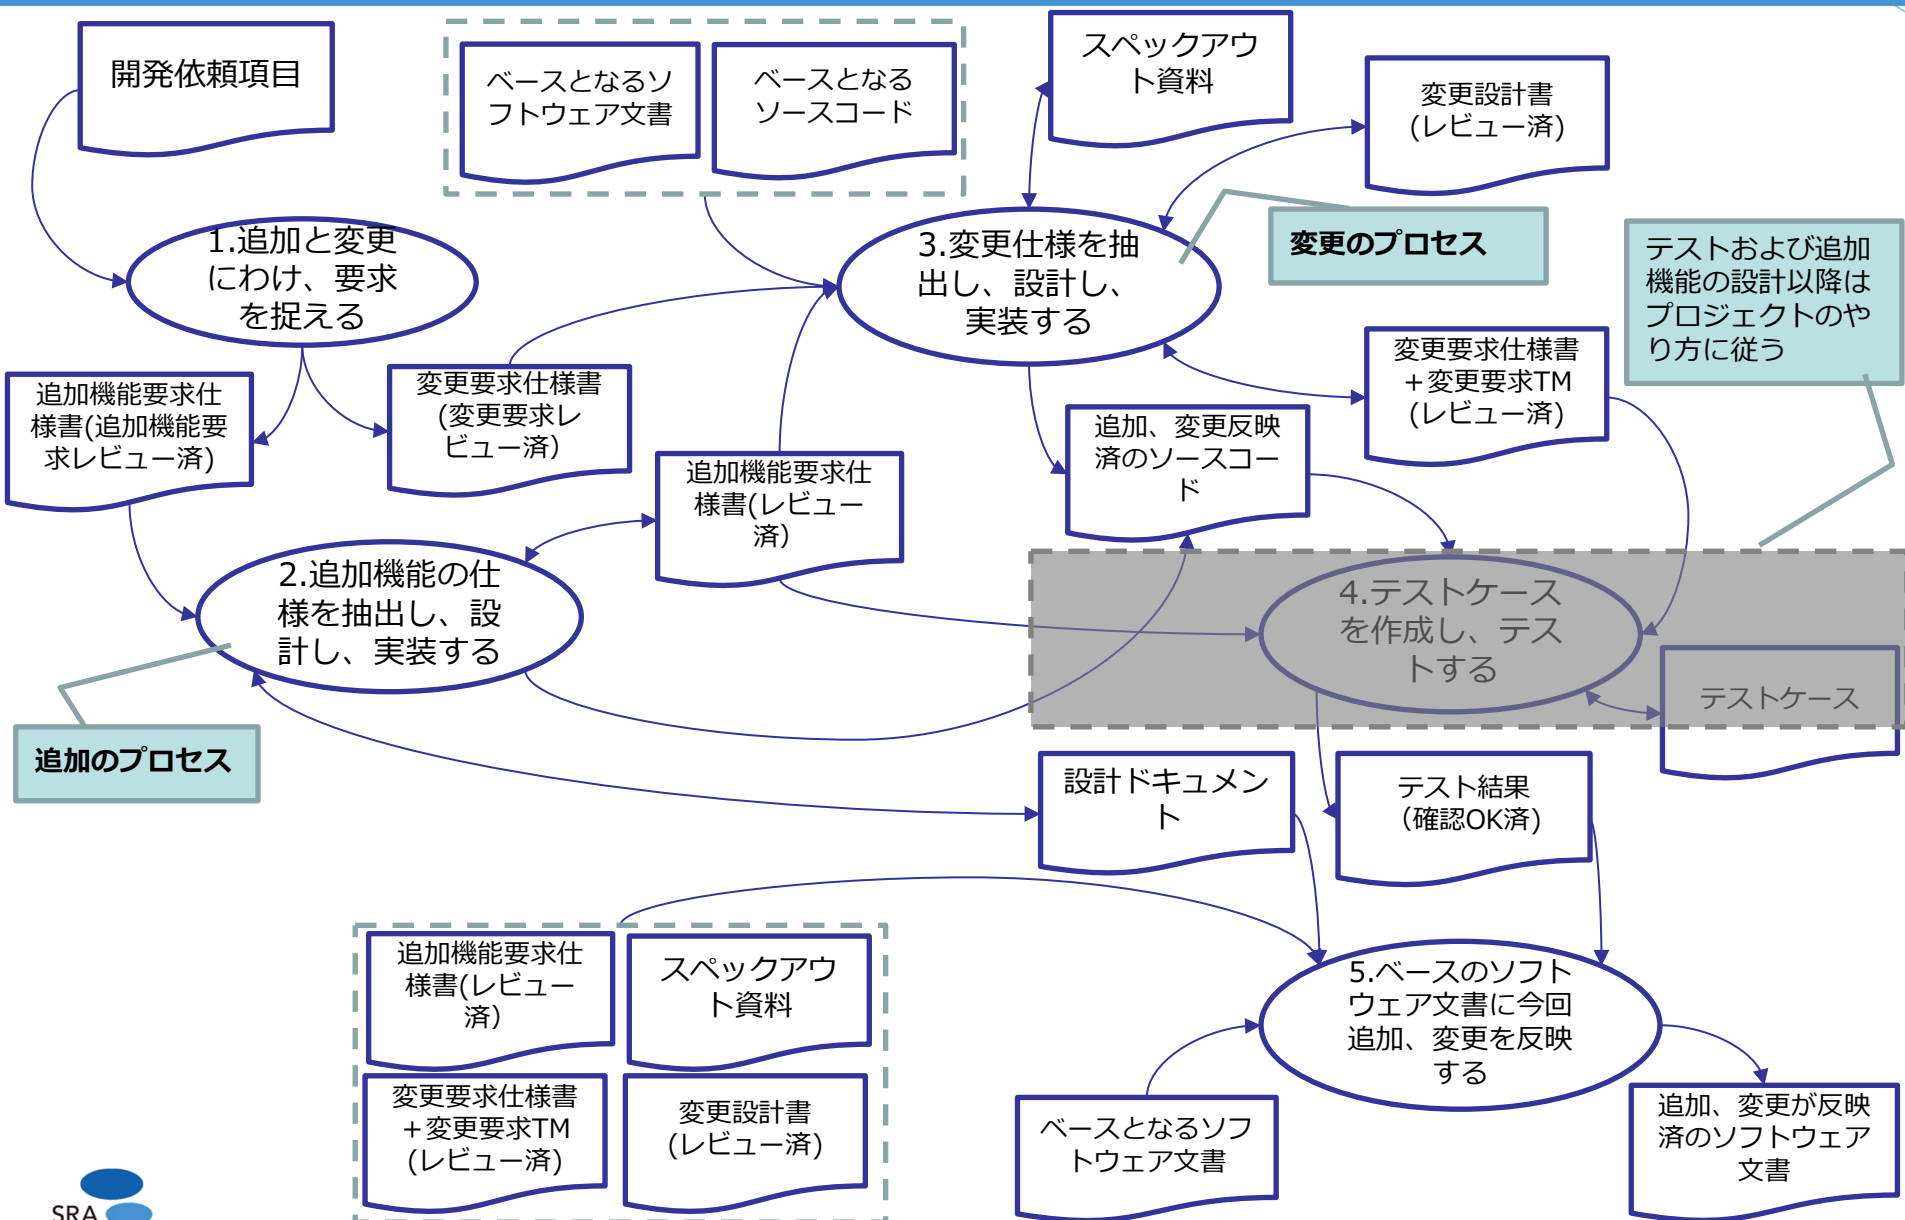 開発依頼項目
ベースとなるソ
フトウェア文書
ベースとなる
ソースコード
スペックアウ
ト資料
変更設計書
(レビュー済)
1.追加と変更
にわけ、要求
を捉える
3.変更仕様を抽
出し、設計し、
実装する
変更のプロセス
テストおよび追加
機能の設計以降は
プロジェクトのや
り方に従う
追加機能要求仕
様書(追加機能要
求レビュー済)
変更要求仕様書
(変更要求レ
ビュー済）
変更要求仕様書
＋変更要求TM
(レビュー済)
追加機能要求仕
様書(レビュー
済）
追加、変更反映
済のソースコー
ド
2.追加機能の仕
様を抽出し、設
計し、実装する
4.テストケース
を作成し、テス
トする
テストケース
追加のプロセス
設計ドキュメン
ト
テスト結果
（確認OK済)
追加機能要求仕
様書(レビュー
済）
スペックアウ
ト資料
変更要求仕様書
＋変更要求TM
(レビュー済)
変更設計書
(レビュー済)
5.ベースのソフト
ウェア文書に今回
追加、変更を反映
する
ベースとなるソフ
トウェア文書
追加、変更が反映
済のソフトウェア
文書
SRA